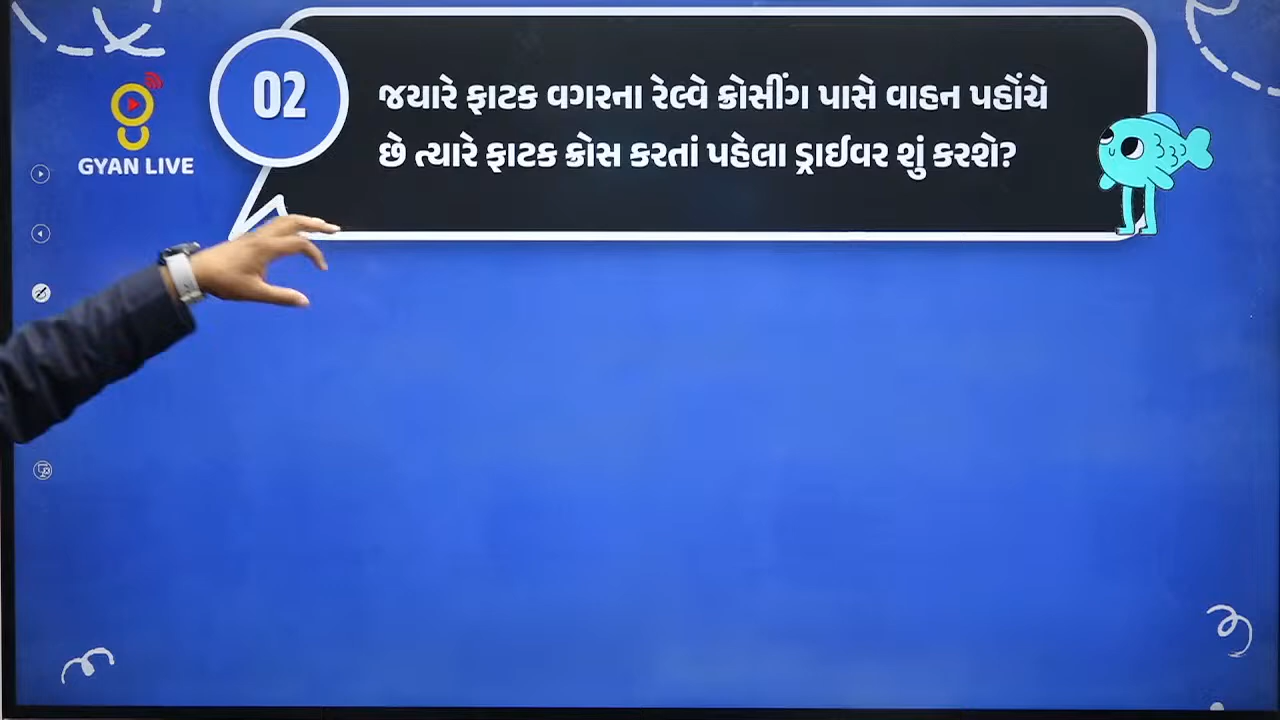 02
જયારે ફાટક વગરના રેલ્વે ક્રોસીંગ પાસે વાહન પહોંચે
છે ત્યારે ફાટક ક્રોસ કરતાં પહેલા ડ્રાઈવર શું કરશે?
GYAN LIVE